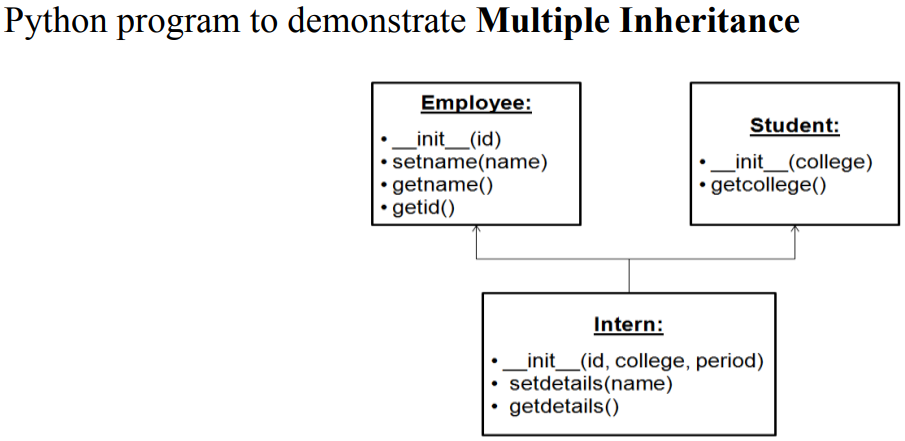 Python program to demonstrate Multiple Inheritance
Employee:
• __init__(id)
• setname(name)
• getname()
• getid()
Student:
• __init__(college)
• getcollege()
Intern:
• __init__(id, college, period)
• setdetails(name)
• getdetails()